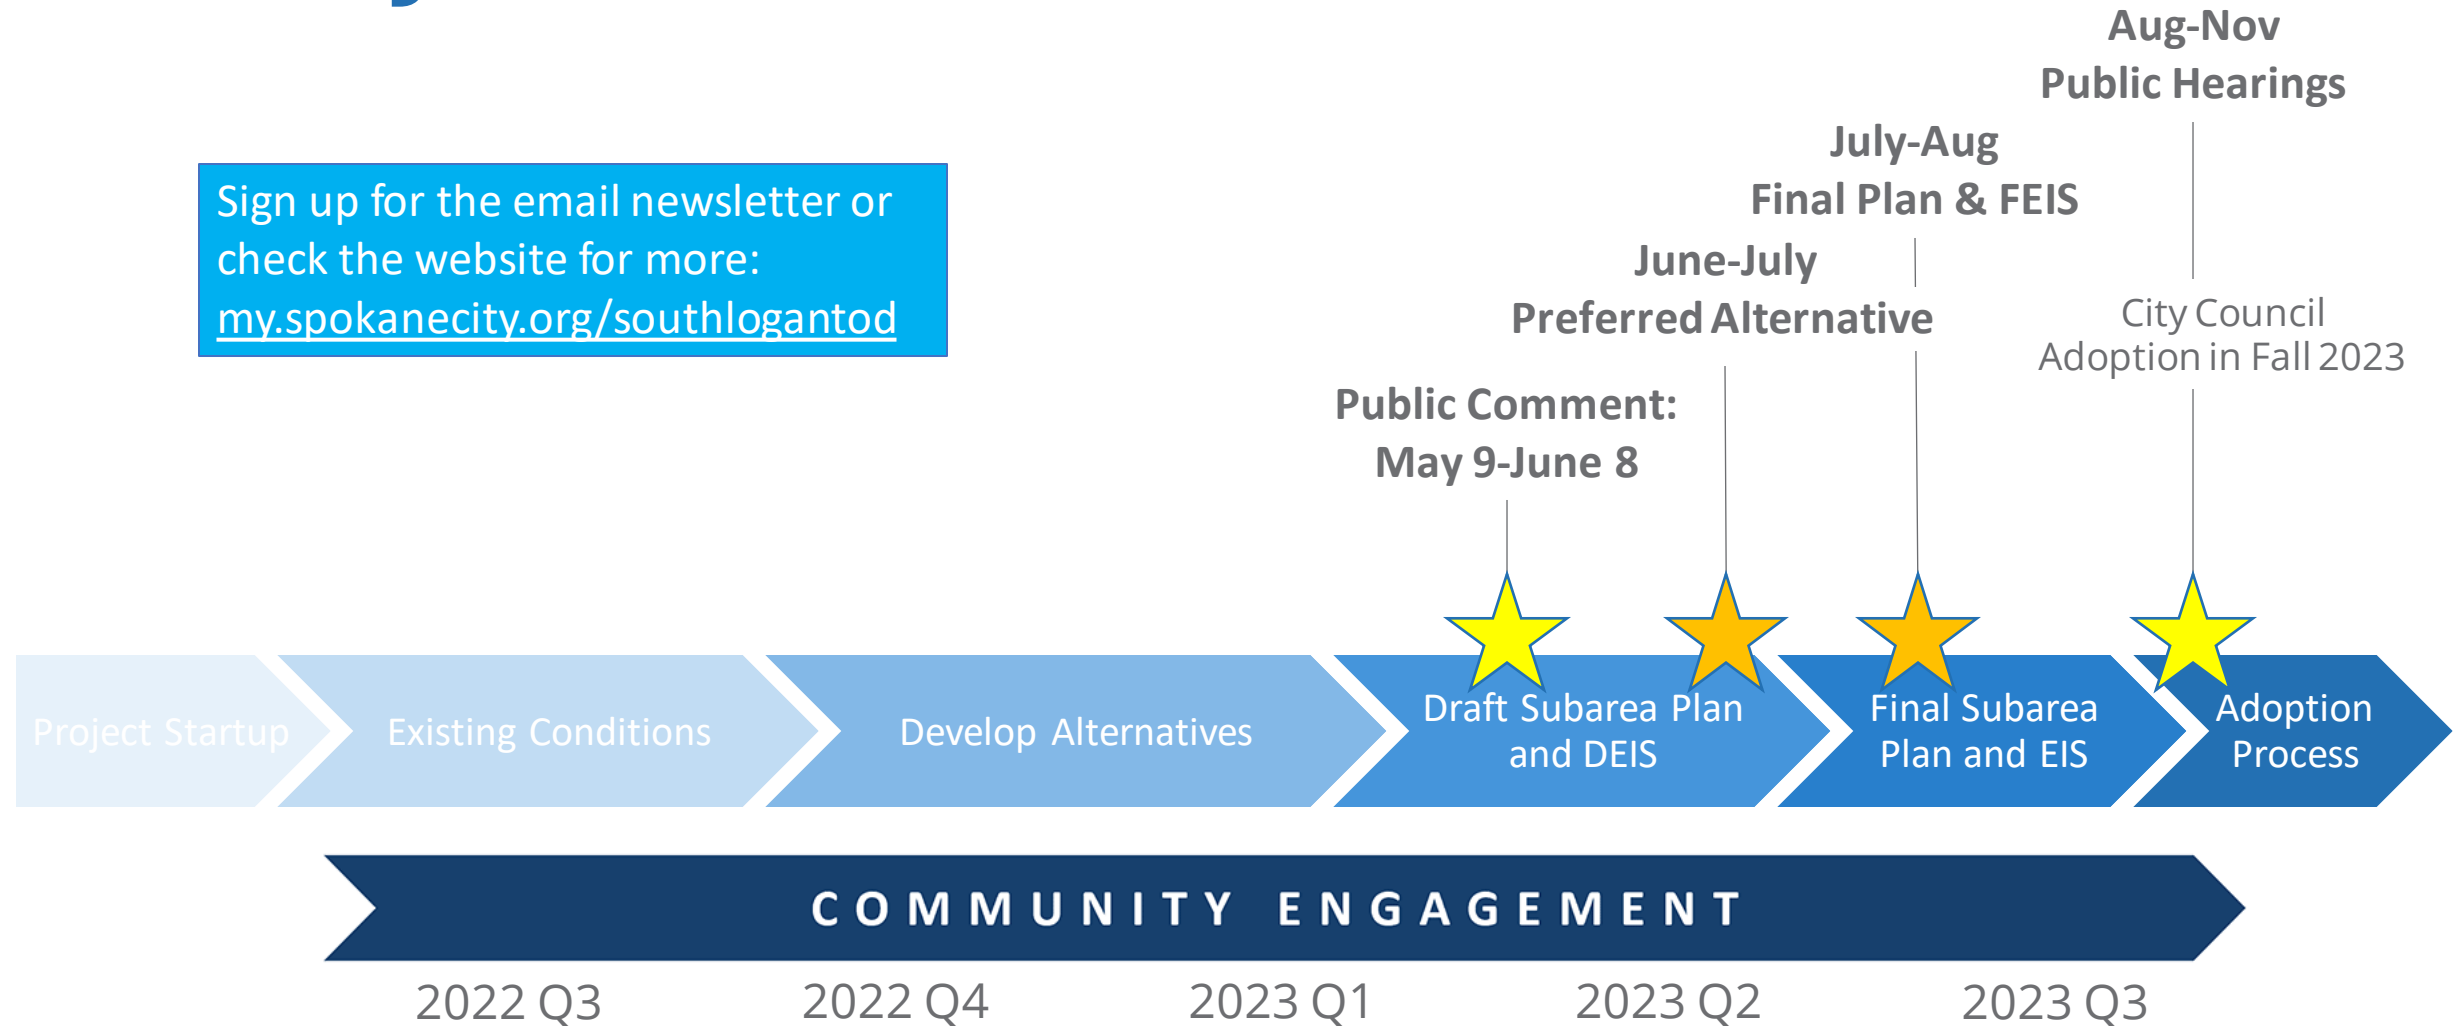 Aug-Nov
Public Hearings
July-Aug
Final Plan & FEIS
Sign up for the email newsletter or
check the website for more:
my.spokanecity.org/southlogantod
June-July
Preferred Alternative
City Council
Adoption in Fall 2023
Public Comment:
May 9-June 8
Project Startup
Existing Conditions
Develop Alternatives
Draft Subarea Plan
and DEIS
Final Subarea
Plan and EIS
Adoption
Process
COMMUNITY ENGAGEMENT
2022 Q3
2022 Q4
2023 Q1
2023 Q2
2023 Q3